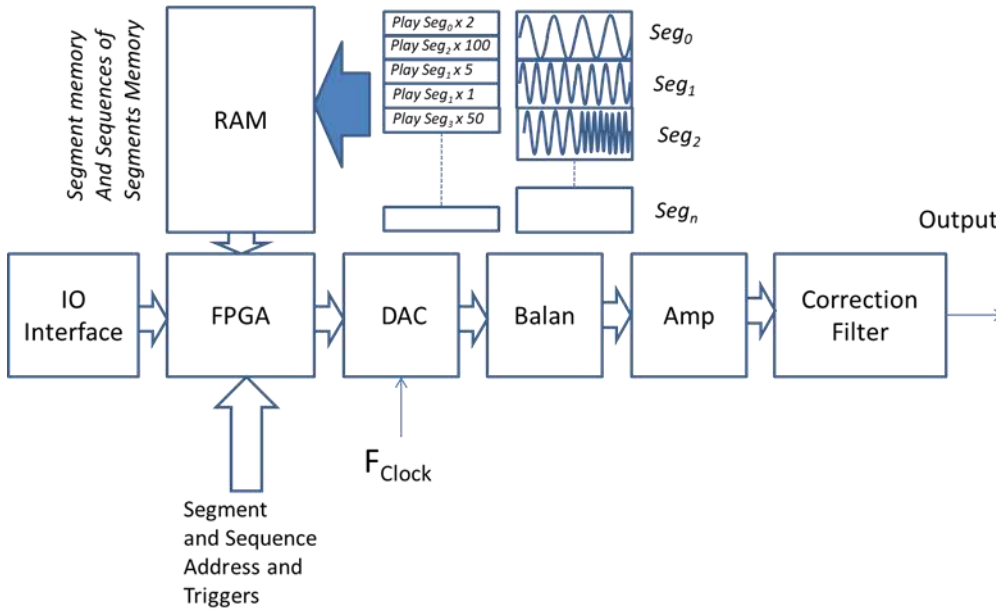 Segment memory
And Sequences of
Segments Memory
RAM
Play Seg₀ x 2
Play Seg₂ x 100
Play Seg₁ x 5
Play Seg₁ x 1
Play Seg₃ x 50
Seg₀
Seg₁
Seg₂
Segₙ
Output
IO
Interface
FPGA
DAC
Balan
Amp
Correction
Filter
F_Clock
Segment
and Sequence
Address and
Triggers